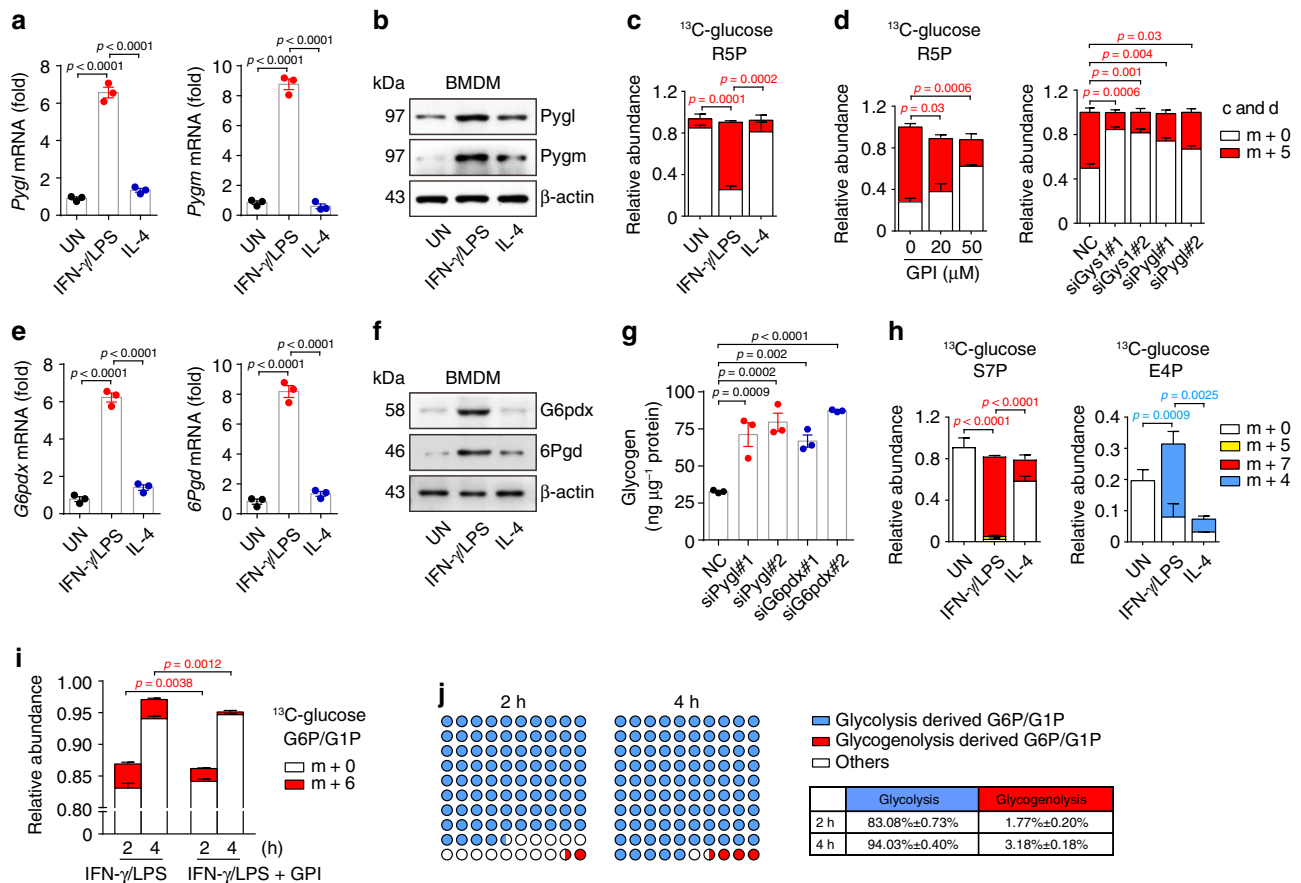 a
Pygl mRNA (fold)
8
6
4
2
0
p < 0.0001
p < 0.0001
UN
IFN-γ/LPS
IL-4
Pygm mRNA (fold)
10
8
6
4
2
0
p < 0.0001
p < 0.0001
UN
IFN-γ/LPS
IL-4
b
kDa
BMDM
97
Pygl
97
Pygm
43
β-actin
UN
IFN-γ/LPS
IL-4
c
13C-glucose
R5P
Relative abundance
1.2
0.8
0.4
0
p = 0.0002
p = 0.0001
UN
IFN-γ/LPS
IL-4
d
13C-glucose
R5P
Relative abundance
1.2
0.8
0.4
0
p = 0.0006
p = 0.03
0 20 50
GPI (μM)
Relative abundance
1.2
0.8
0.4
0
p = 0.03
p = 0.004
p = 0.001
p = 0.0006
NC
siGys1#1
siGys1#2
siPygl#1
siPygl#2
c and d
m + 0
m + 5
e
G6pdx mRNA (fold)
8
6
4
2
0
p < 0.0001
p < 0.0001
UN
IFN-γ/LPS
IL-4
6Pgd mRNA (fold)
10
8
6
4
2
0
p < 0.0001
p < 0.0001
UN
IFN-γ/LPS
IL-4
f
kDa
BMDM
58
G6pdx
46
6Pgd
43
β-actin
UN
IFN-γ/LPS
IL-4
g
Glycogen
(ng μg−1 protein)
100
75
50
25
0
p < 0.0001
p = 0.002
p = 0.0002
p = 0.0009
NC
siPygl#1
siPygl#2
siG6pdx#1
siG6pdx#2
h
13C-glucose
S7P
Relative abundance
1.2
0.9
0.6
0.3
0
p < 0.0001
p < 0.0001
UN
IFN-γ/LPS
IL-4
13C-glucose
E4P
Relative abundance
0.4
0.3
0.2
0.1
0
p = 0.0025
p = 0.0009
UN
IFN-γ/LPS
IL-4
m + 0
m + 5
m + 7
m + 4
i
Relative abundance
1.00
0.95
0.90
0.85
0.80
0
p = 0.0012
p = 0.0038
2 4 2 4 (h)
IFN-γ/LPS
IFN-γ/LPS + GPI
13C-glucose
G6P/G1P
m + 0
m + 6
j
2 h
4 h
Glycolysis derived G6P/G1P
Glycogenolysis derived G6P/G1P
Others
Glycolysis Glycogenolysis
2 h 83.08%±0.73% 1.77%±0.20%
4 h 94.03%±0.40% 3.18%±0.18%